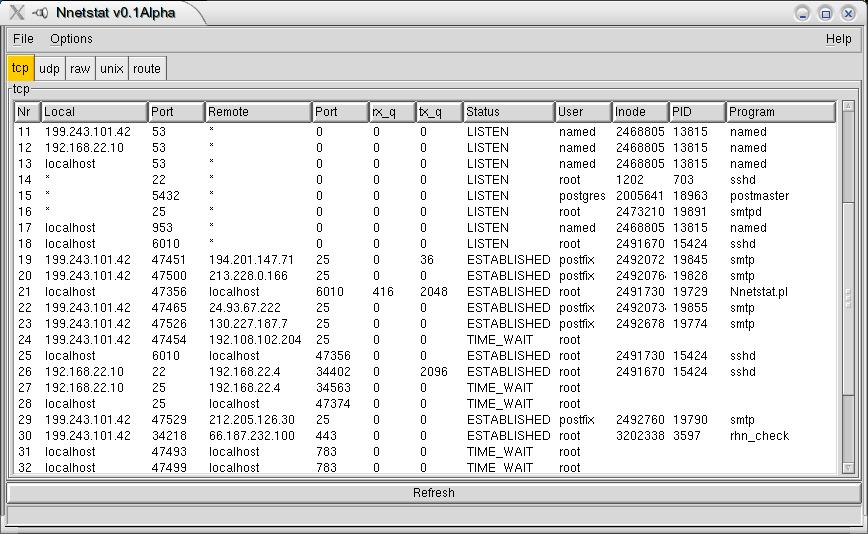 Nnetstat v0.1Alpha
File Options Help
tcp udp raw unix route
tcp
Nr Local Port Remote Port rx_q tx_q Status User Inode PID Program
11 199.243.101.42 53 * 0 0 0 LISTEN named 2468805 13815 named
12 192.168.22.10 53 * 0 0 0 LISTEN named 2468805 13815 named
13 localhost 53 * 0 0 0 LISTEN named 2468805 13815 named
14 * 22 * 0 0 0 LISTEN root 1202 703 sshd
15 * 5432 * 0 0 0 LISTEN postgres 2005641 18963 postmaster
16 * 25 * 0 0 0 LISTEN root 2473210 19891 smtpd
17 localhost 953 * 0 0 0 LISTEN named 2468805 13815 named
18 localhost 6010 * 0 0 0 LISTEN root 2491670 15424 sshd
19 199.243.101.42 47451 194.201.147.71 25 0 36 ESTABLISHED postfix 2492072 19845 smtp
20 199.243.101.42 47500 213.228.0.166 25 0 0 ESTABLISHED postfix 2492076 19828 smtp
21 localhost 47356 localhost 6010 416 2048 ESTABLISHED root 2491730 19729 Nnetstat.pl
22 199.243.101.42 47465 24.93.67.222 25 0 0 ESTABLISHED postfix 2492073 19855 smtp
23 199.243.101.42 47526 130.227.187.7 25 0 0 ESTABLISHED postfix 2492678 19774 smtp
24 199.243.101.42 47454 192.108.102.204 25 0 0 TIME_WAIT root
25 localhost 6010 localhost 47356 0 0 ESTABLISHED root 2491730 15424 sshd
26 192.168.22.10 22 192.168.22.4 34402 0 2096 ESTABLISHED root 2491670 15424 sshd
27 192.168.22.10 25 192.168.22.4 34563 0 0 TIME_WAIT root
28 localhost 25 localhost 47374 0 0 TIME_WAIT root
29 199.243.101.42 47529 212.205.126.30 25 0 0 ESTABLISHED postfix 2492760 19790 smtp
30 199.243.101.42 34218 66.187.232.100 443 0 0 ESTABLISHED root 3202338 3597 rhn_check
31 localhost 47493 localhost 783 0 0 TIME_WAIT root
32 localhost 47499 localhost 783 0 0 TIME_WAIT root
Refresh